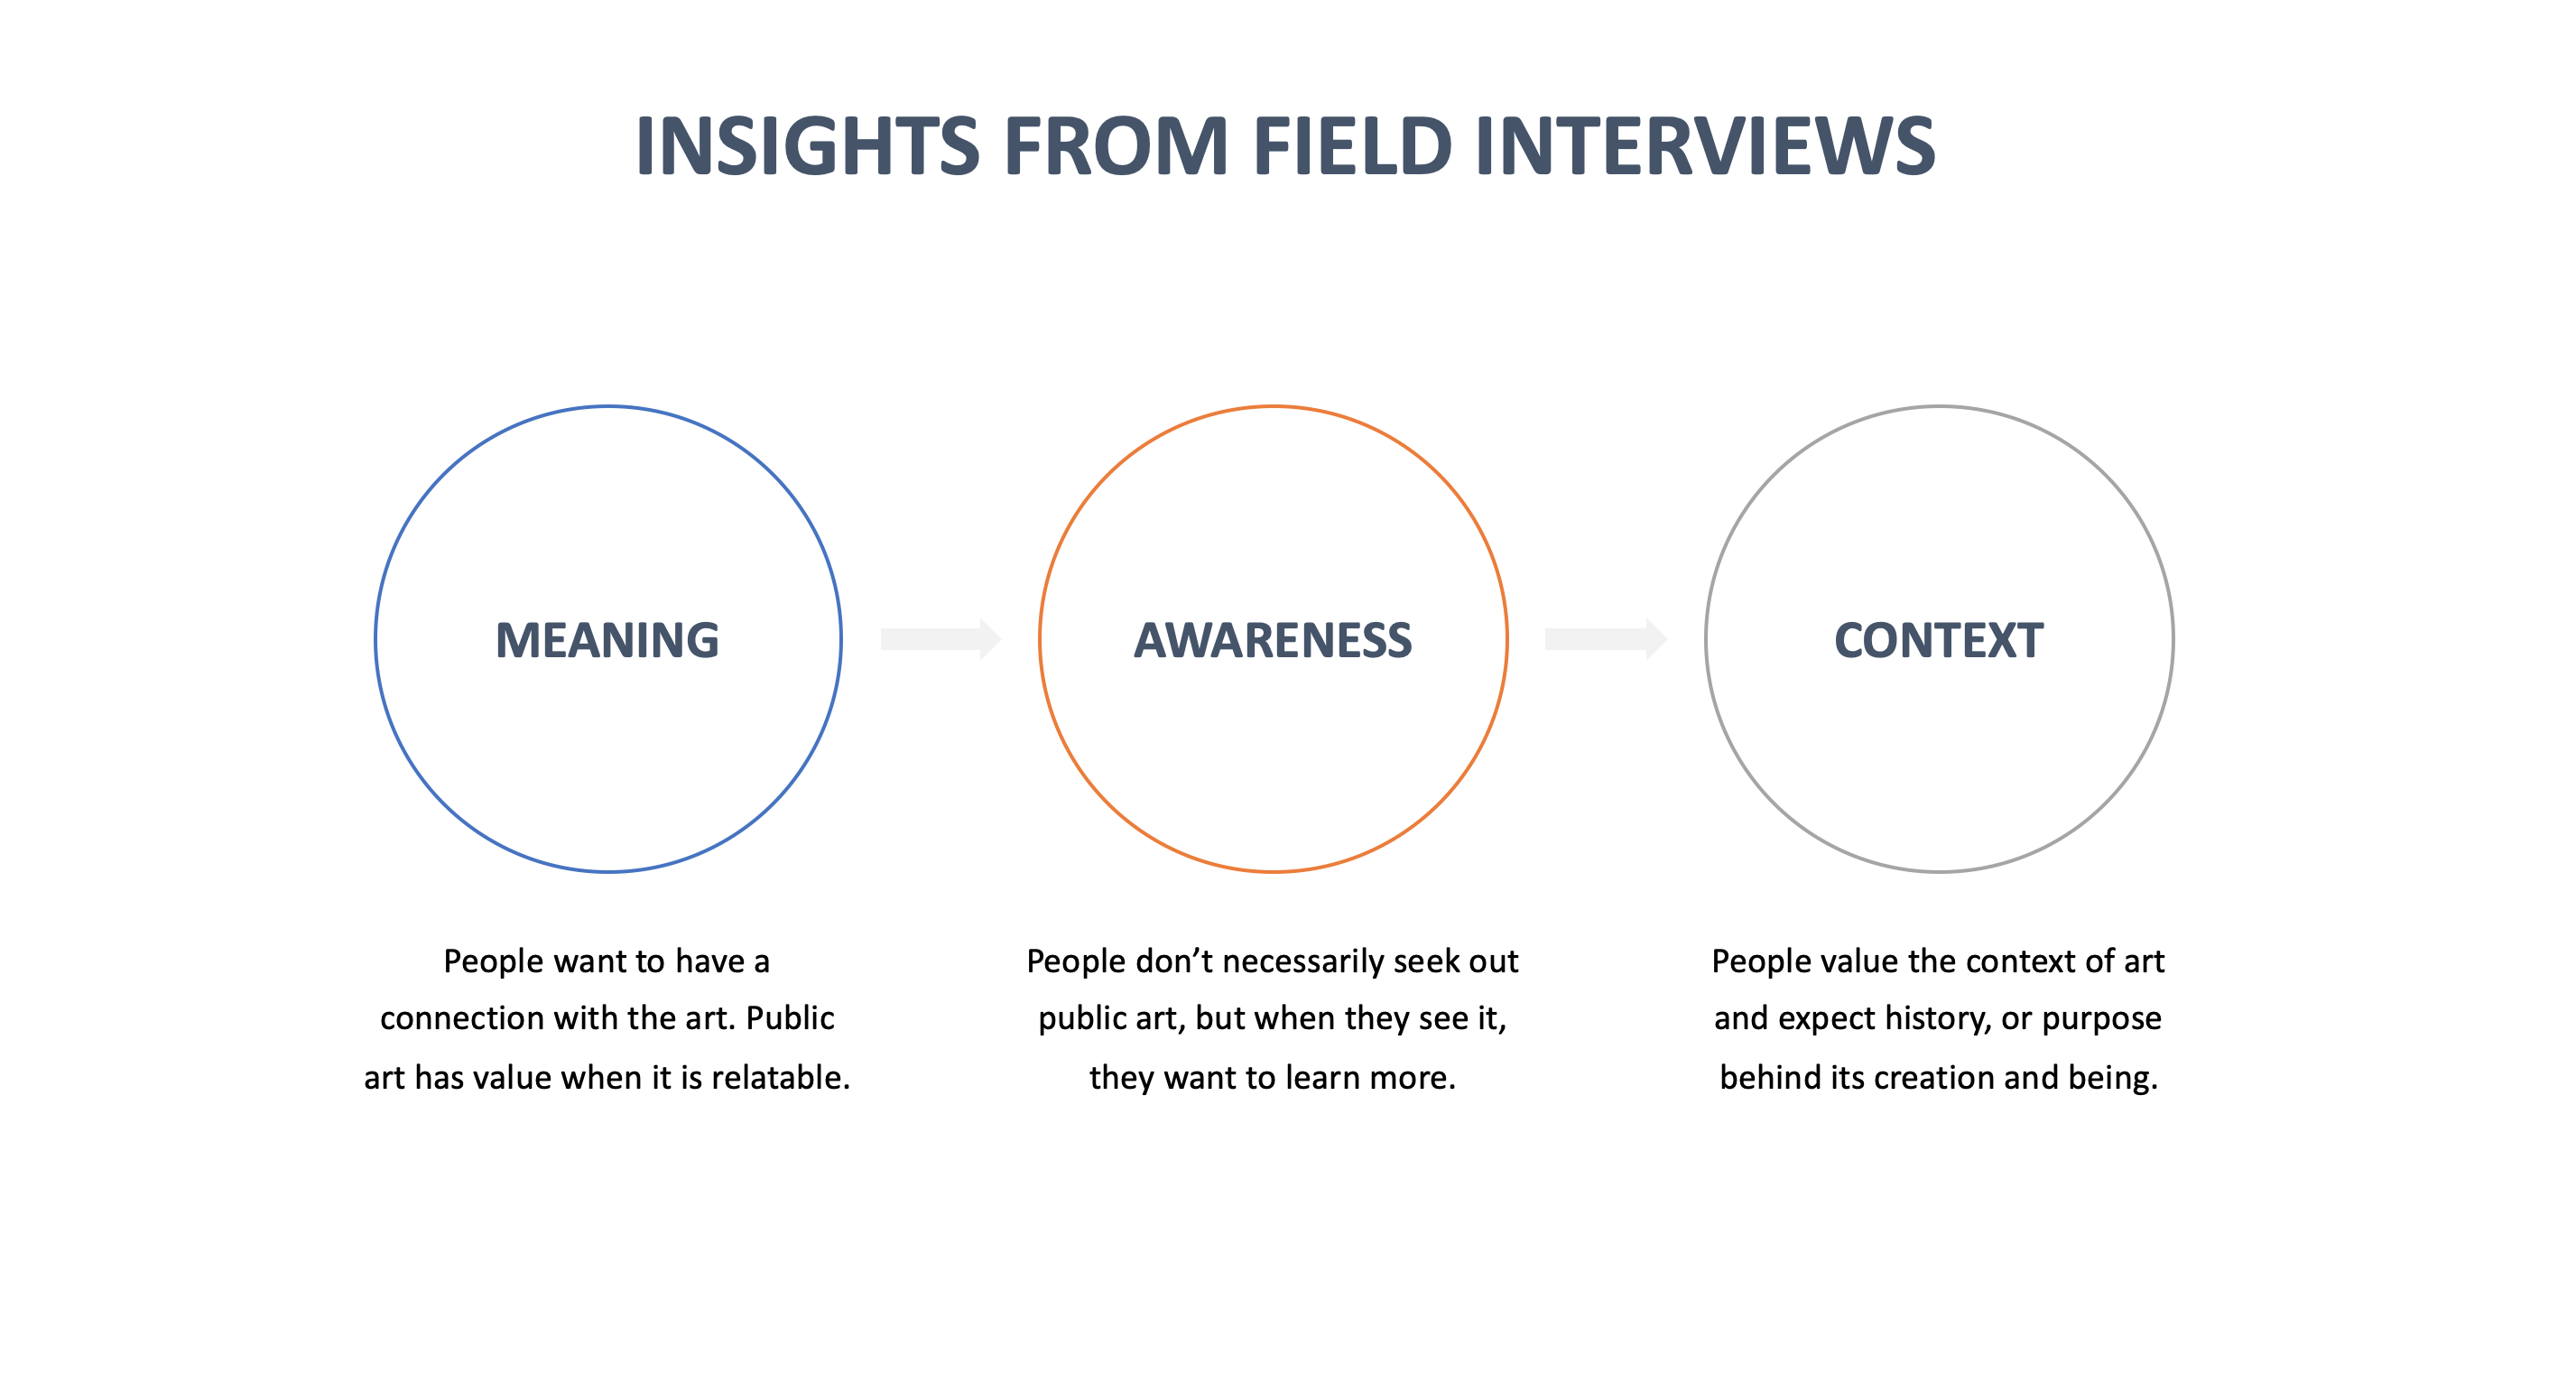 INSIGHTS FROM FIELD INTERVIEWS
MEANING
People want to have a
connection with the art. Public
art has value when it is relatable.
AWARENESS
People don’t necessarily seek out
public art, but when they see it,
they want to learn more.
CONTEXT
People value the context of art
and expect history, or purpose
behind its creation and being.